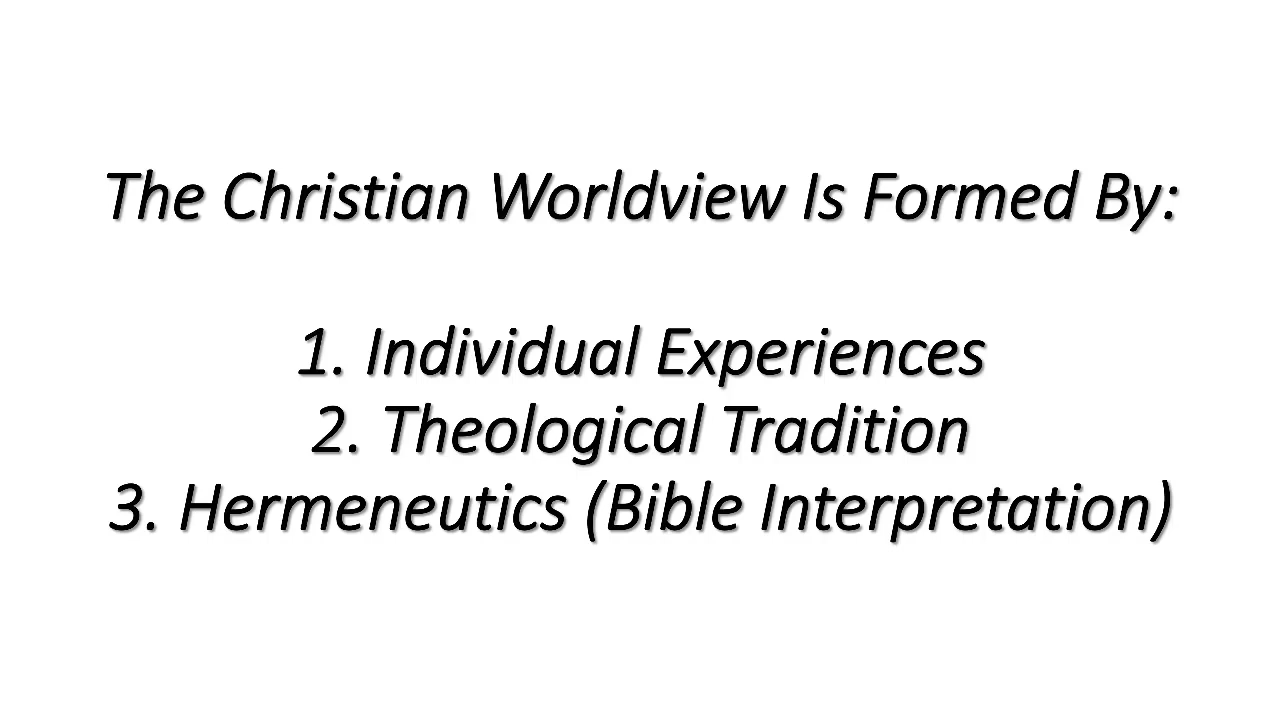 The Christian Worldview Is Formed By:
1. Individual Experiences
2. Theological Tradition
3. Hermeneutics (Bible Interpretation)